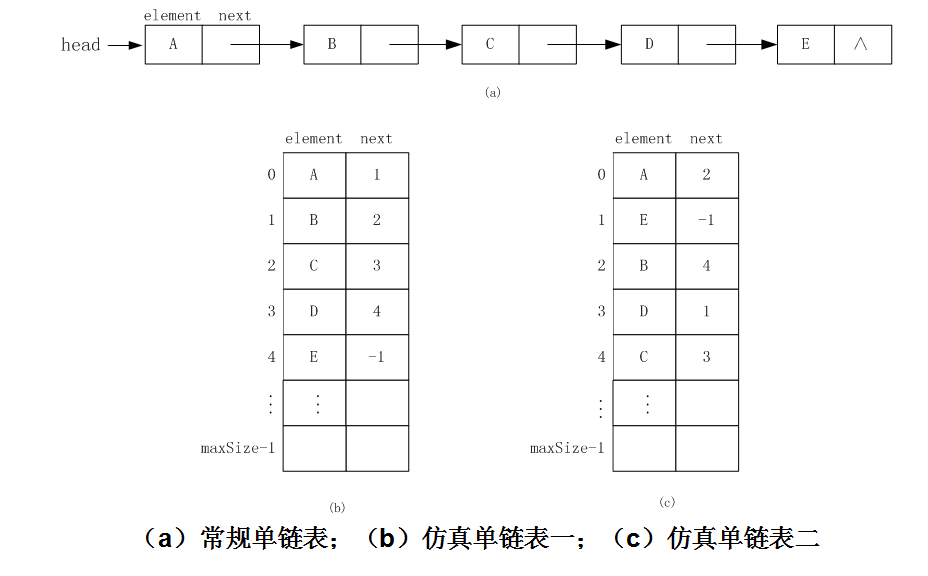 element next
head A B C D E ∧
(a)
element next
0 A 1
1 B 2
2 C 3
3 D 4
4 E -1
⋮ ⋮
maxSize-1
(b)
element next
0 A 2
1 E -1
2 B 4
3 D 1
4 C 3
⋮ ⋮
maxSize-1
(c)
（a）常规单链表；（b）仿真单链表一；（c）仿真单链表二